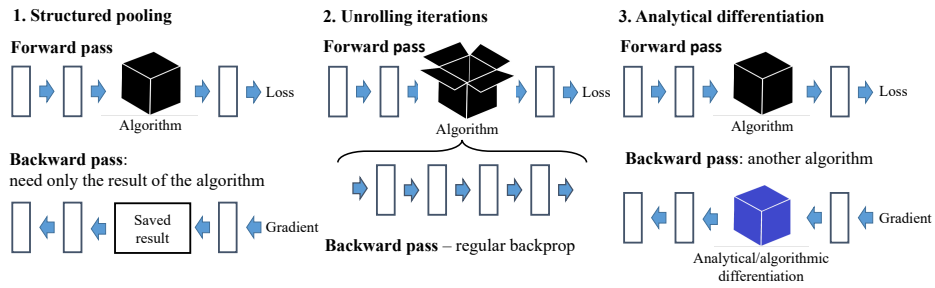 1. Structured pooling
Forward pass
Loss
Algorithm
Backward pass:
need only the result of the algorithm
Saved
result
Gradient
2. Unrolling iterations
Forward pass
Loss
Algorithm
Backward pass – regular backprop
3. Analytical differentiation
Forward pass
Loss
Algorithm
Backward pass: another algorithm
Gradient
Analytical/algorithmic
differentiation